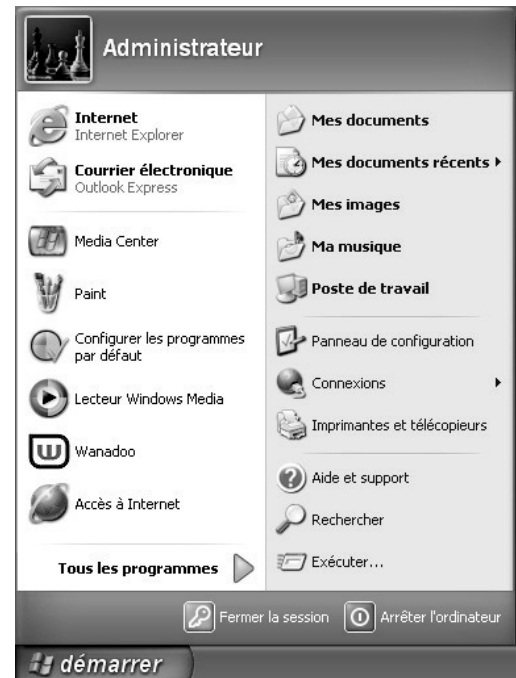 Administrateur
Internet
Internet Explorer
Courrier électronique
Outlook Express
Media Center
Paint
Configurer les programmes
par défaut
Lecteur Windows Media
Wanadoo
Accès à Internet
Tous les programmes
Mes documents
Mes documents récents
Mes images
Ma musique
Poste de travail
Panneau de configuration
Connexions
Imprimantes et télécopieurs
Aide et support
Rechercher
Exécuter...
Fermer la session
Arrêter l'ordinateur
démarrer